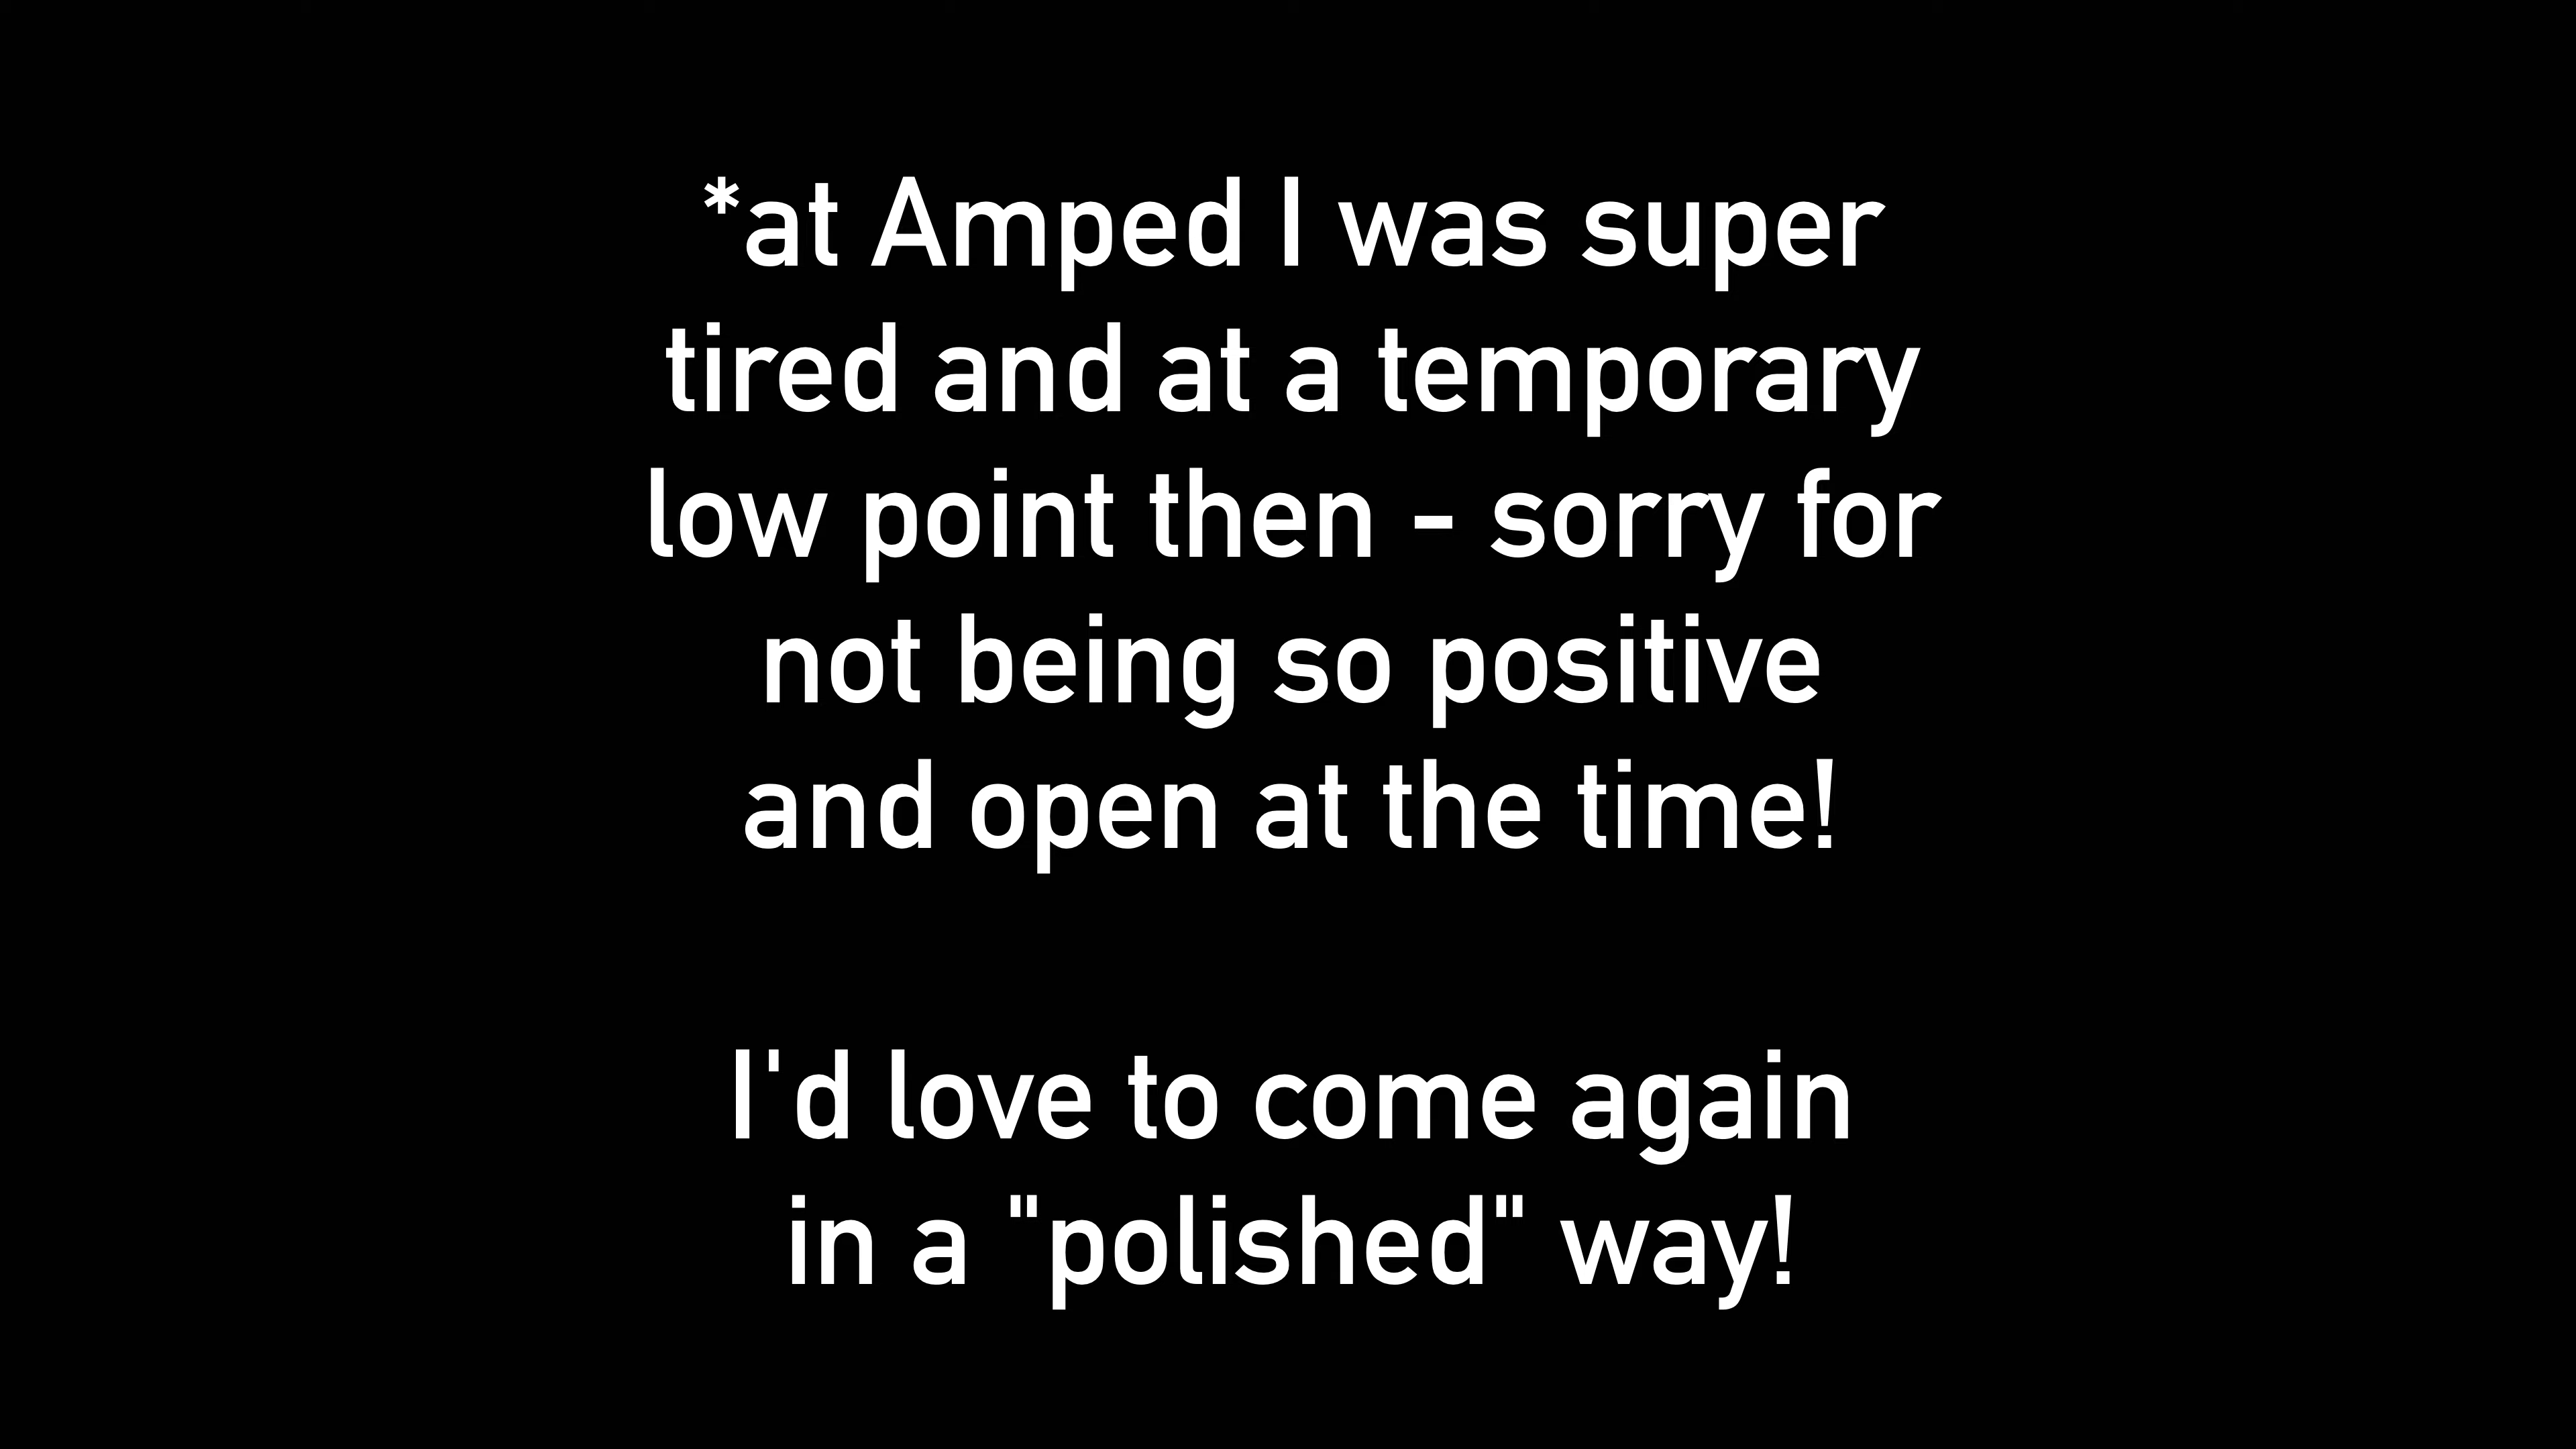 *at Amped I was super
tired and at a temporary
low point then - sorry for
not being so positive
and open at the time!
I'd love to come again
in a "polished" way!